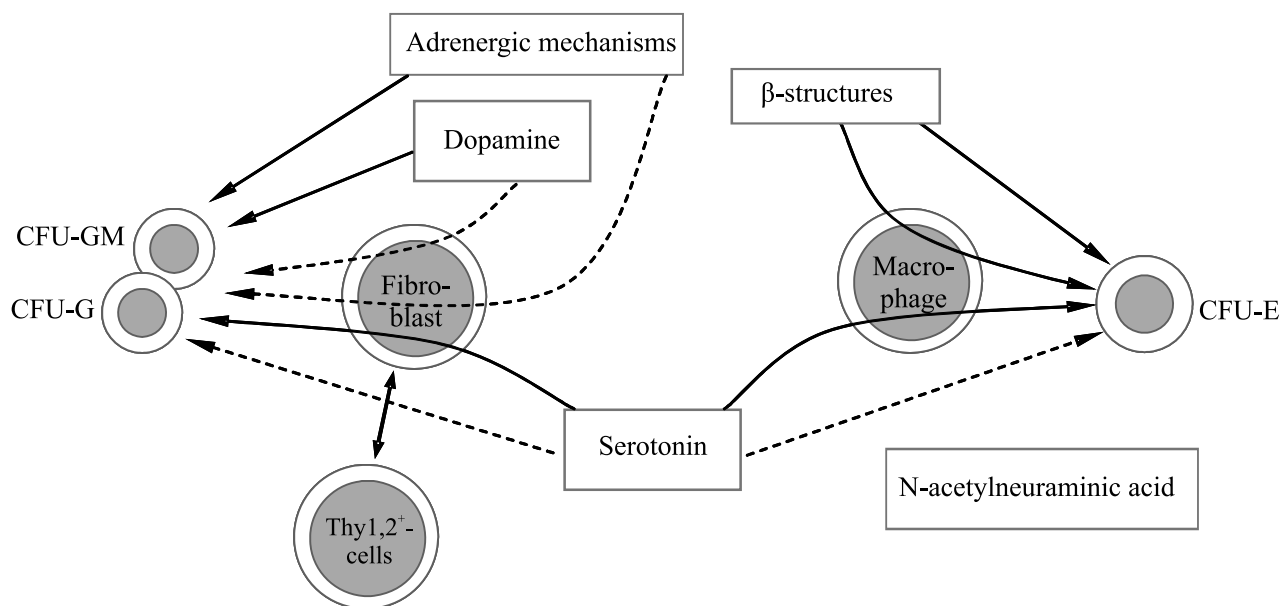 Adrenergic mechanisms
β-structures
Dopamine
CFU-GM
Fibro-
blast
Macro-
phage
CFU-G
CFU-E
Serotonin
N-acetylneuraminic acid
Thy1,2⁺-
cells